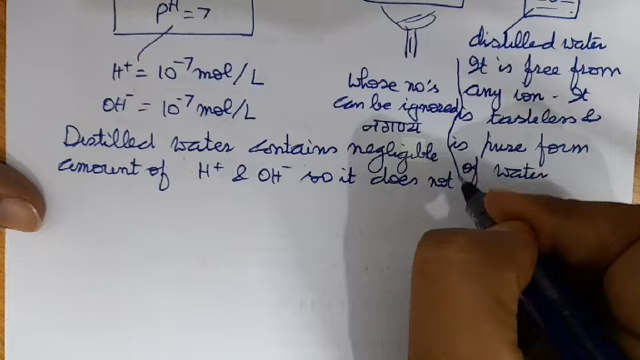 pH = 7
H+ = 10⁻⁷ mol/L
OH⁻ = 10⁻⁷ mol/L
whose no's
can be ignored
नगण्य
distilled water
It is free from
any ion. It
is tasteless &
is pure form
of water
Distilled water contains negligible
amount of H+ & OH⁻ so it does not